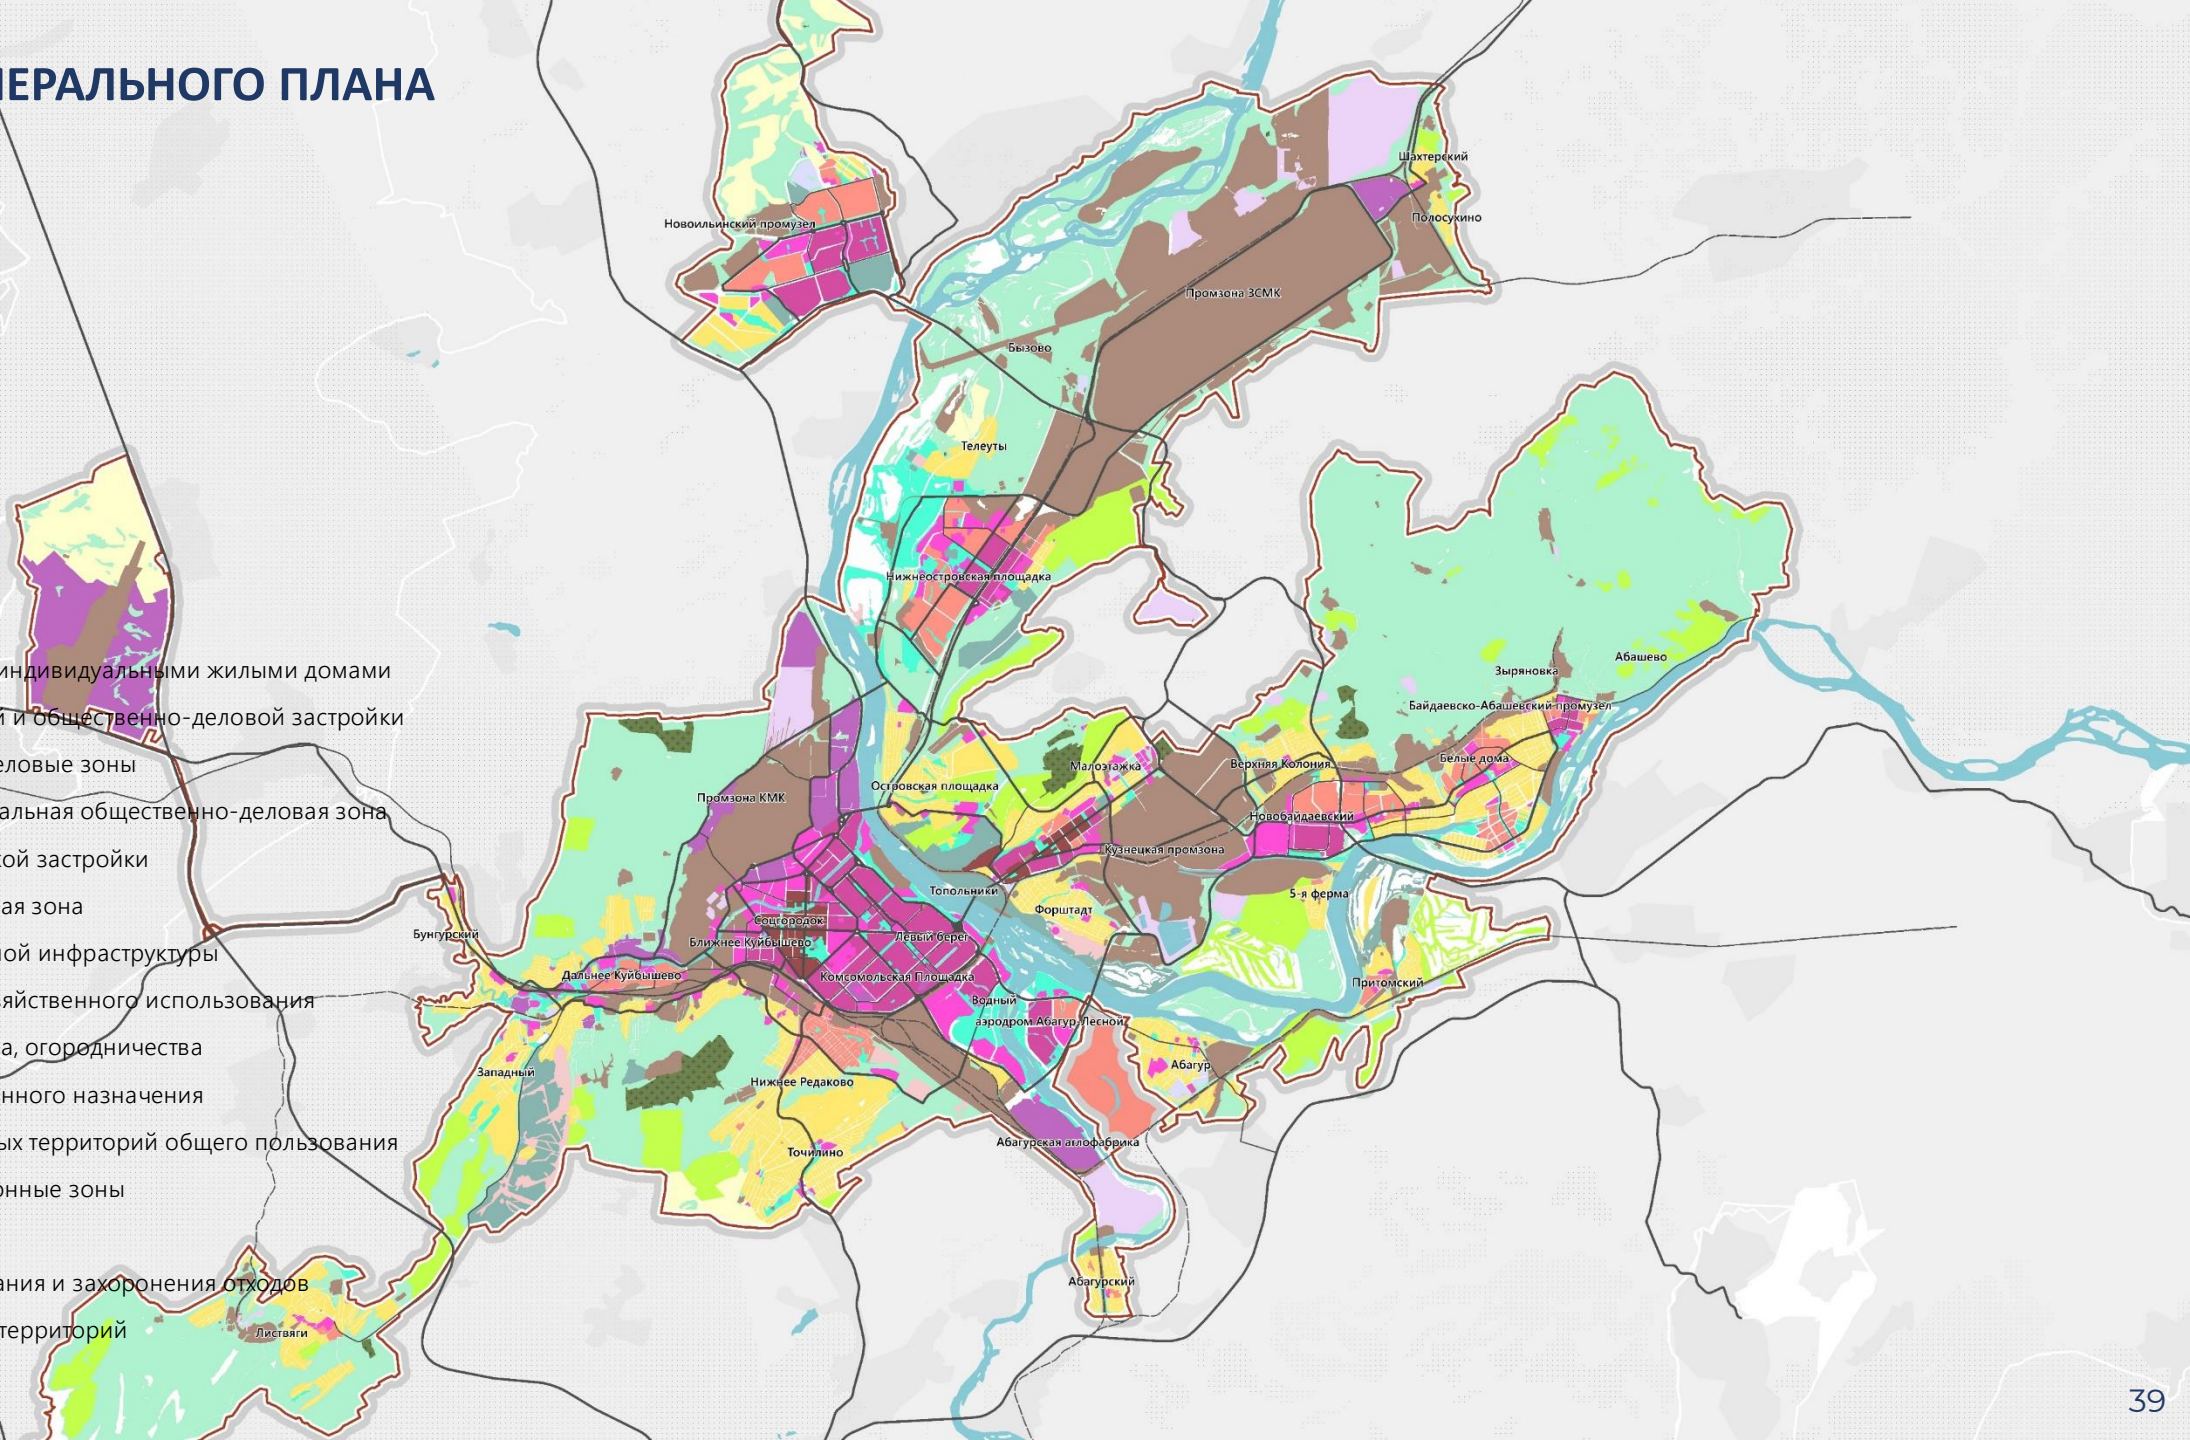 НЕРАЛЬНОГО ПЛАНА
Шахтерский
Полосухино
Новоильинский промузел
Промзона ЗСМК
Бызово
Телеуты
Нижнеостровская площадка
индивидуальными жилыми домами
й и общественно-деловой застройки
еловые зоны
альная общественно-деловая зона
кой застройки
ая зона
ной инфраструктуры
зяйственного использования
а, огородничества
енного назначения
ых территорий общего пользования
онные зоны
ания и захоронения отходов
территорий
Абашево
Зыряновка
Байдаевско-Абашевский промузел
Белые дома
Малоэтажка
Верхняя Колония
Островская площадка
Промзона КМК
Новобайдаевский
Кузнецкая промзона
Топольники
5-я ферма
Форштадт
Соцгородок
Бунгурский
Ближнее Куйбышево
Левый берег
Дальнее Куйбышево
Комсомольская Площадка
Притомский
Водный
аэродром Абагур-Лесной
Абагур
Западный
Нижнее Редаково
Абагурская аглофабрика
Точилино
Абагурский
Листвяги
39